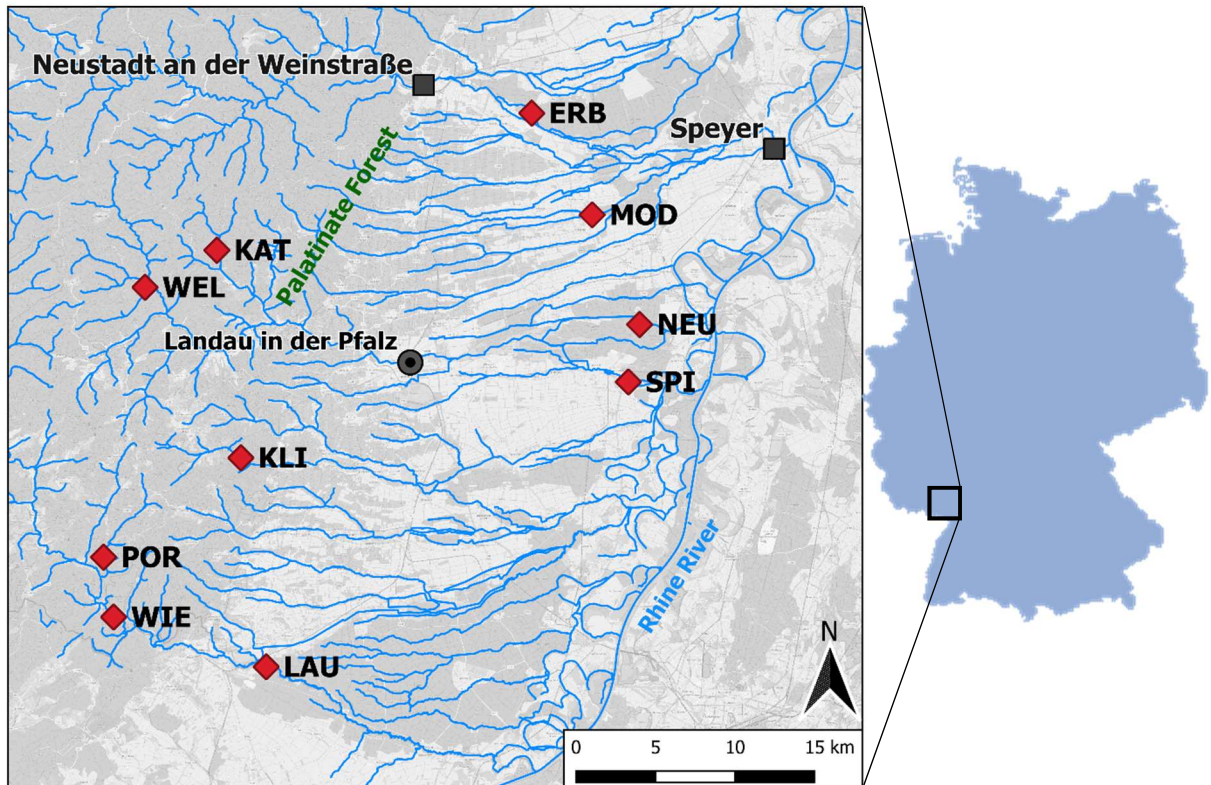 Neustadt an der Weinstraße
ERB
Speyer
Palatinate Forest
MOD
KAT
WEL
NEU
Landau in der Pfalz
SPI
KLI
Rhine River
POR
WIE
N
LAU
0 5 10 15 km